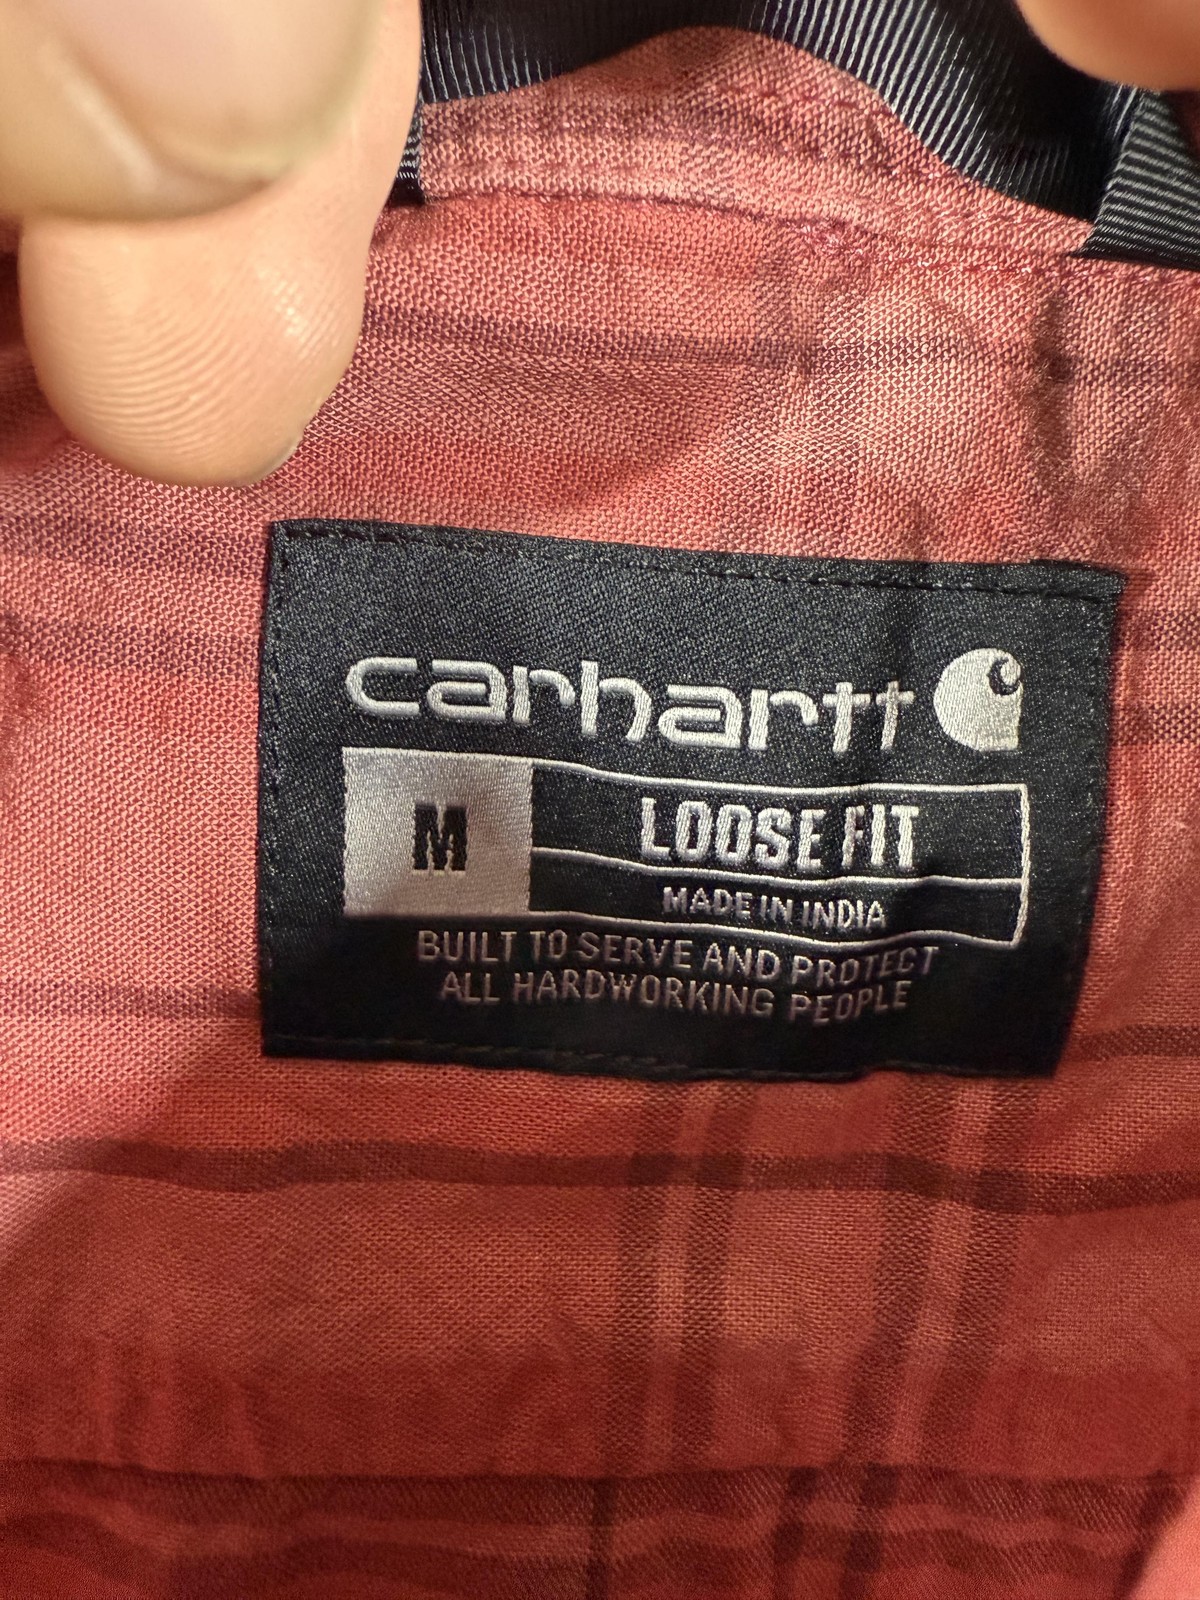 carhartt
M
LOOSE FIT
MADE IN INDIA
BUILT TO SERVE AND PROTECT
ALL HARDWORKING PEOPLE